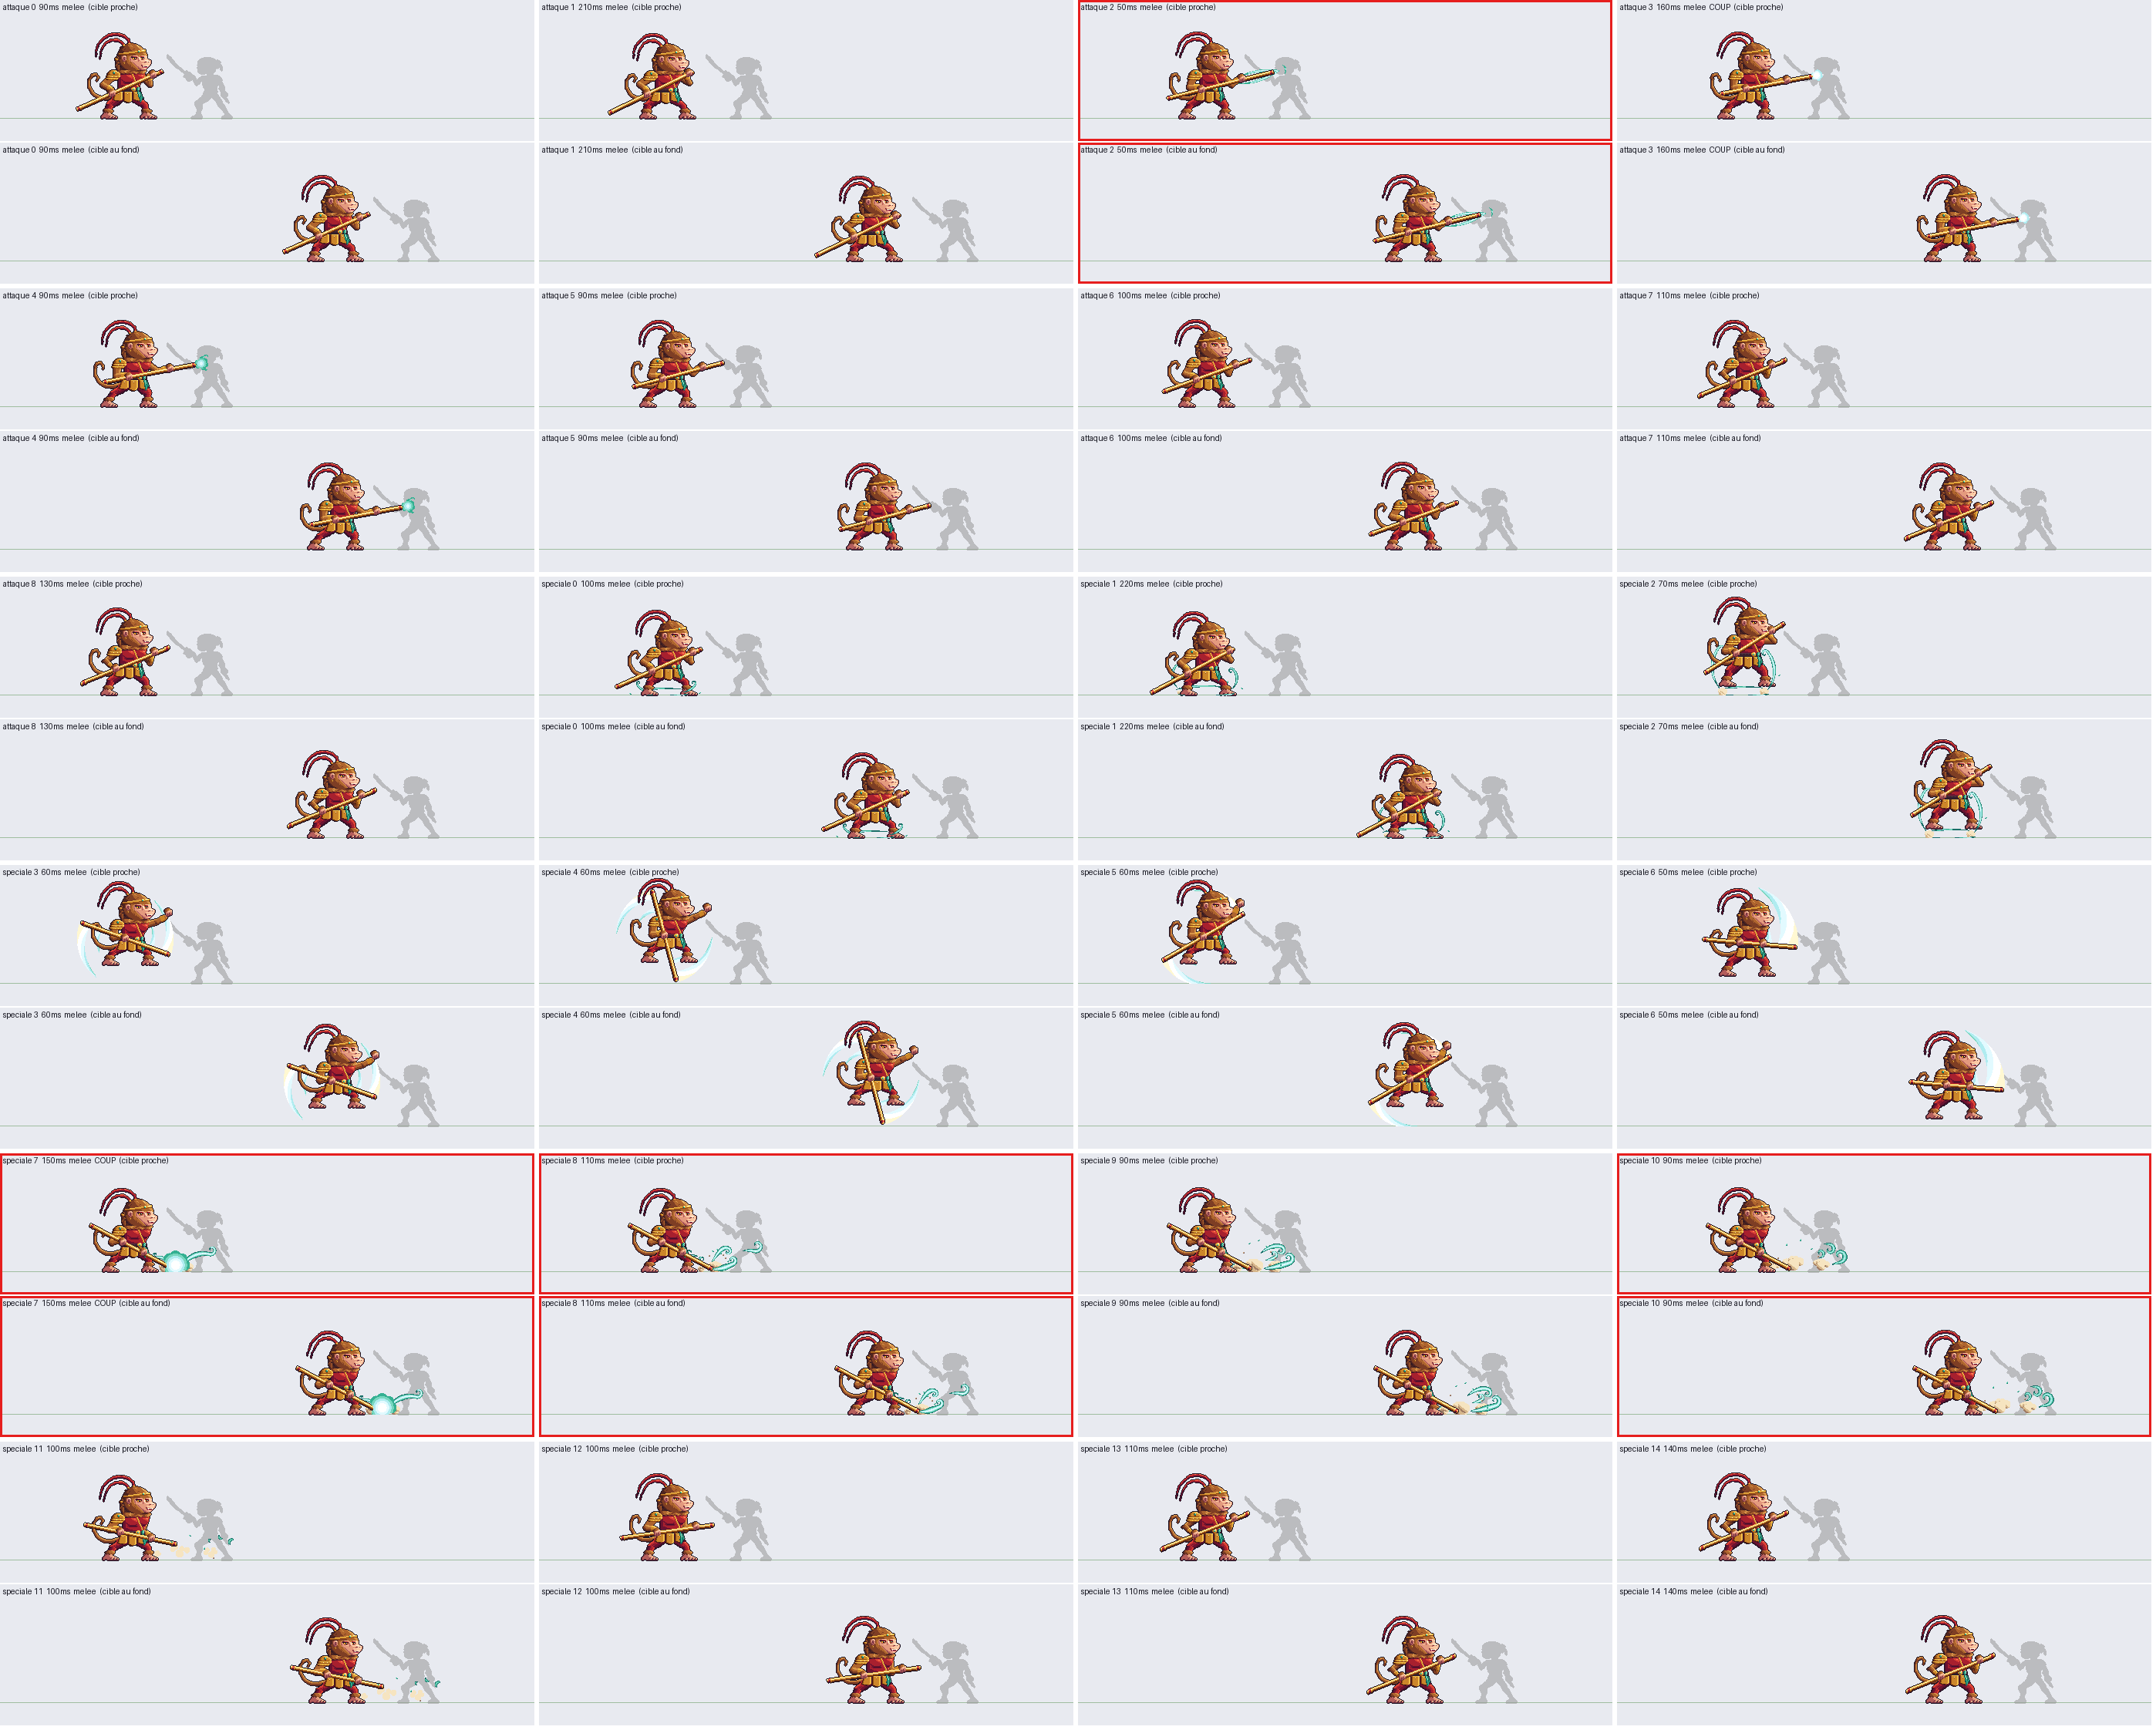 attaque 0 90ms melee (cible proche)
attaque 1 210ms melee (cible proche)
attaque 2 50ms melee (cible proche)
attaque 3 160ms melee COUP (cible proche)
attaque 0 90ms melee (cible au fond)
attaque 1 210ms melee (cible au fond)
attaque 2 50ms melee (cible au fond)
attaque 3 160ms melee COUP (cible au fond)
attaque 4 90ms melee (cible proche)
attaque 5 90ms melee (cible proche)
attaque 6 100ms melee (cible proche)
attaque 7 110ms melee (cible proche)
attaque 4 90ms melee (cible au fond)
attaque 5 90ms melee (cible au fond)
attaque 6 100ms melee (cible au fond)
attaque 7 110ms melee (cible au fond)
attaque 8 130ms melee (cible proche)
speciale 0 100ms melee (cible proche)
speciale 1 220ms melee (cible proche)
speciale 2 70ms melee (cible proche)
attaque 8 130ms melee (cible au fond)
speciale 0 100ms melee (cible au fond)
speciale 1 220ms melee (cible au fond)
speciale 2 70ms melee (cible au fond)
speciale 3 60ms melee (cible proche)
speciale 4 60ms melee (cible proche)
speciale 5 60ms melee (cible proche)
speciale 6 50ms melee (cible proche)
speciale 3 60ms melee (cible au fond)
speciale 4 60ms melee (cible au fond)
speciale 5 60ms melee (cible au fond)
speciale 6 50ms melee (cible au fond)
speciale 7 150ms melee COUP (cible proche)
speciale 8 110ms melee (cible proche)
speciale 9 90ms melee (cible proche)
speciale 10 90ms melee (cible proche)
speciale 7 150ms melee COUP (cible au fond)
speciale 8 110ms melee (cible au fond)
speciale 9 90ms melee (cible au fond)
speciale 10 90ms melee (cible au fond)
speciale 11 100ms melee (cible proche)
speciale 12 100ms melee (cible proche)
speciale 13 110ms melee (cible proche)
speciale 14 140ms melee (cible proche)
speciale 11 100ms melee (cible au fond)
speciale 12 100ms melee (cible au fond)
speciale 13 110ms melee (cible au fond)
speciale 14 140ms melee (cible au fond)